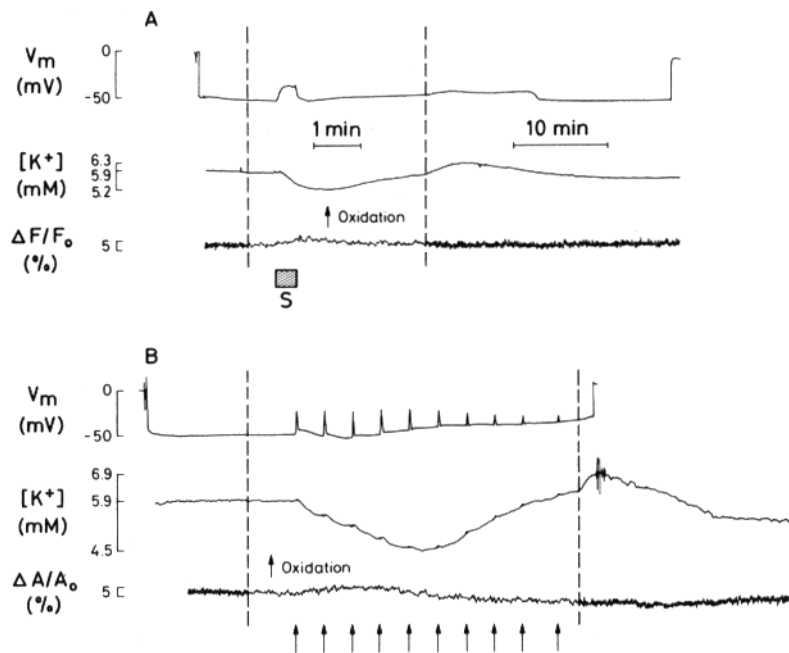 A
Vm
(mV)
0
-50
1 min
10 min
[K+]
(mM)
6.3
5.9
5.2
Oxidation
ΔF/Fo
(%)
5
S
B
Vm
(mV)
0
-50
[K+]
(mM)
6.9
5.9
4.5
Oxidation
ΔA/Ao
(%)
5